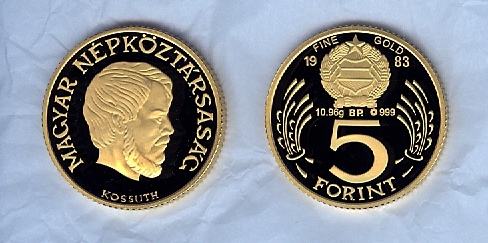 MAGYAR NÉPKÖZTÁRSASÁG
KOSSUTH
FINE GOLD
19 83
10.96g BP. 999
5
FORINT